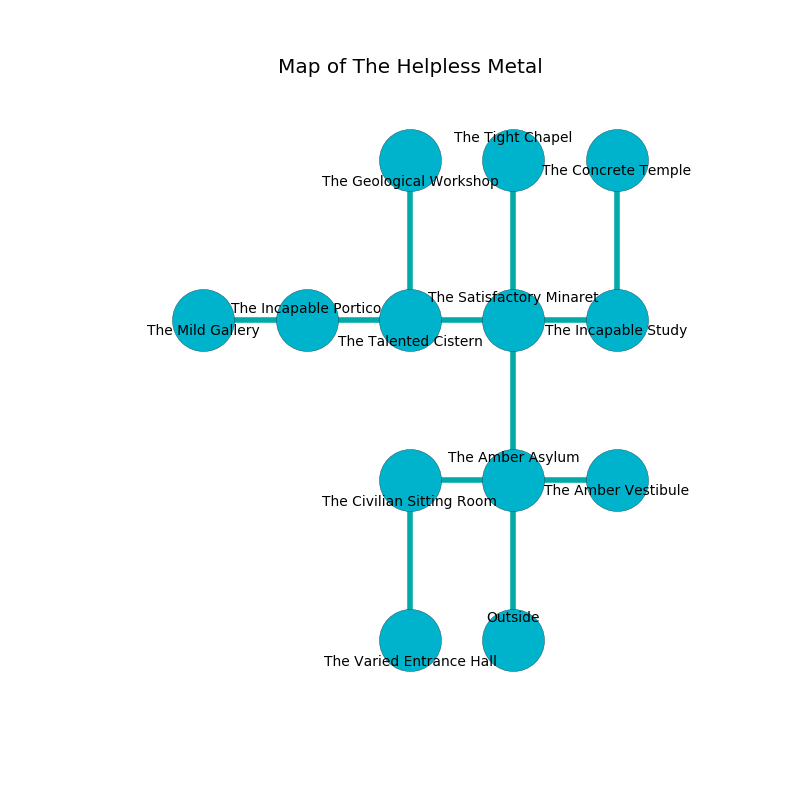 Map of The Helpless Metal
The Tight Chapel
The Concrete Temple
The Geological Workshop
The Satisfactory Minaret
The Incapable Portico
The Mild Gallery
The Incapable Study
The Talented Cistern
The Amber Asylum
The Amber Vestibule
The Civilian Sitting Room
Outside
The Varied Entrance Hall